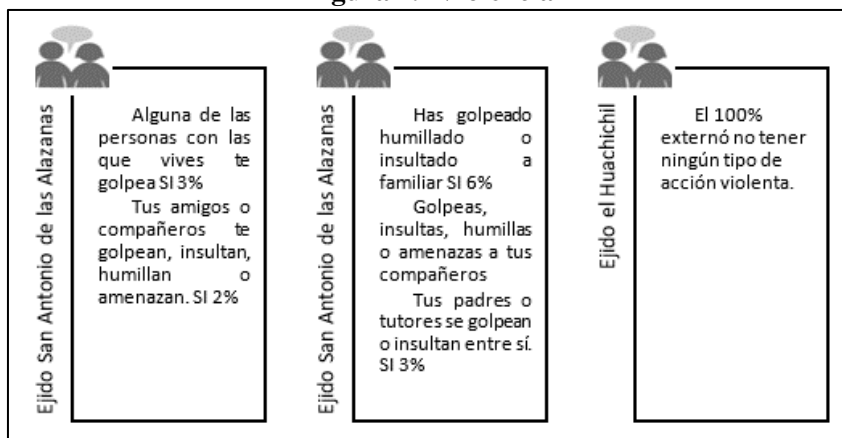 Ejido San Antonio de las Alazanas
Alguna de las
personas con las
que vives te
golpea SI 3%
Tus amigos o
compañeros te
golpean, insultan,
humillan o
amenazan. SI 2%
Ejido San Antonio de las Alazanas
Has golpeado
humillado o
insultado a
familiar SI 6%
Golpeas,
insultas, humillas
o amenazas a tus
compañeros
Tus padres o
tutores se golpean
o insultan entre sí.
SI 3%
Ejido el Huachichil
El 100%
externó no tener
ningún tipo de
acción violenta.